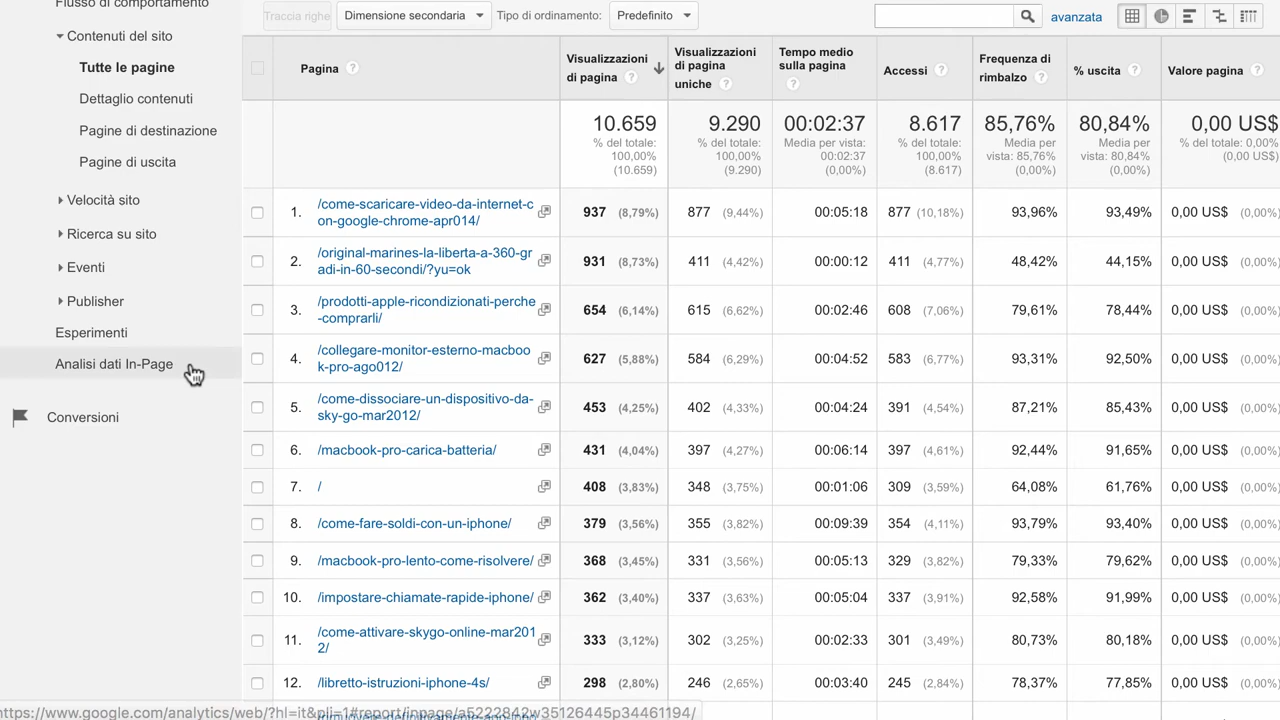 Flusso di comportamento
Contenuti del sito
Tutte le pagine
Dettaglio contenuti
Pagine di destinazione
Pagine di uscita
Velocità sito
Ricerca su sito
Eventi
Publisher
Esperimenti
Analisi dati In-Page
Conversioni
Traccia righe Dimensione secondaria Tipo di ordinamento: Predefinito avanzata
Pagina ? Visualizzazioni di pagina ? Visualizzazioni di pagina uniche ? Tempo medio sulla pagina ? Accessi ? Frequenza di rimbalzo ? % uscita ? Valore pagina ?
10.659 9.290 00:02:37 8.617 85,76% 80,84% 0,00 US$
% del totale: % del totale: Media per vista: % del totale: Media per Media per % del totale: 0,00%
100,00% 100,00% 00:02:37 100,00% vista: 85,76% vista: 80,84% (0,00 US$)
(10.659) (9.290) (0,00%) (8.617) (0,00%) (0,00%)
1. /come-scaricare-video-da-internet-c
on-google-chrome-apr014/ 937 (8,79%) 877 (9,44%) 00:05:18 877 (10,18%) 93,96% 93,49% 0,00 US$ (0,00%)
2. /original-marines-la-liberta-a-360-gr
adi-in-60-secondi/?yu=ok 931 (8,73%) 411 (4,42%) 00:00:12 411 (4,77%) 48,42% 44,15% 0,00 US$ (0,00%)
3. /prodotti-apple-ricondizionati-perche
-comprarli/ 654 (6,14%) 615 (6,62%) 00:02:46 608 (7,06%) 79,61% 78,44% 0,00 US$ (0,00%)
4. /collegare-monitor-esterno-macboo
k-pro-ago012/ 627 (5,88%) 584 (6,29%) 00:04:52 583 (6,77%) 93,31% 92,50% 0,00 US$ (0,00%)
5. /come-dissociare-un-dispositivo-da-
sky-go-mar2012/ 453 (4,25%) 402 (4,33%) 00:04:24 391 (4,54%) 87,21% 85,43% 0,00 US$ (0,00%)
6. /macbook-pro-carica-batteria/ 431 (4,04%) 397 (4,27%) 00:06:14 397 (4,61%) 92,44% 91,65% 0,00 US$ (0,00%)
7. / 408 (3,83%) 348 (3,75%) 00:01:06 309 (3,59%) 64,08% 61,76% 0,00 US$ (0,00%)
8. /come-fare-soldi-con-un-iphone/ 379 (3,56%) 355 (3,82%) 00:09:39 354 (4,11%) 93,79% 93,40% 0,00 US$ (0,00%)
9. /macbook-pro-lento-come-risolvere/ 368 (3,45%) 331 (3,56%) 00:05:13 329 (3,82%) 79,33% 79,62% 0,00 US$ (0,00%)
10. /impostare-chiamate-rapide-iphone/ 362 (3,40%) 337 (3,63%) 00:05:04 337 (3,91%) 92,58% 91,99% 0,00 US$ (0,00%)
11. /come-attivare-skygo-online-mar201
2/ 333 (3,12%) 302 (3,25%) 00:02:33 301 (3,49%) 80,73% 80,18% 0,00 US$ (0,00%)
12. /libretto-istruzioni-iphone-4s/ 298 (2,80%) 246 (2,65%) 00:03:40 245 (2,84%) 78,37% 77,85% 0,00 US$ (0,00%)
https://www.google.com/analytics/web/?hl=it&pli=1#report/inpage/a5222842w35126445p34461194/